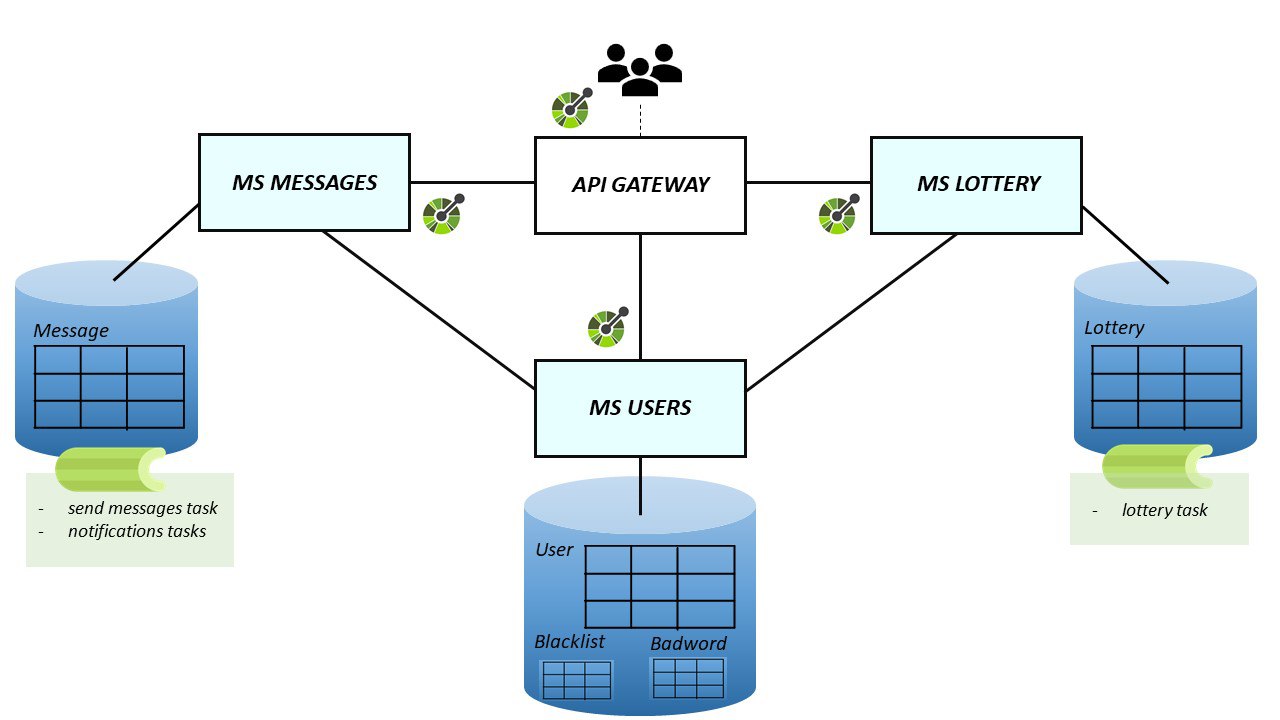 MS MESSAGES
API GATEWAY
MS LOTTERY
Message
Lottery
MS USERS
- send messages task
- notifications tasks
- lottery task
User
Blacklist
Badword